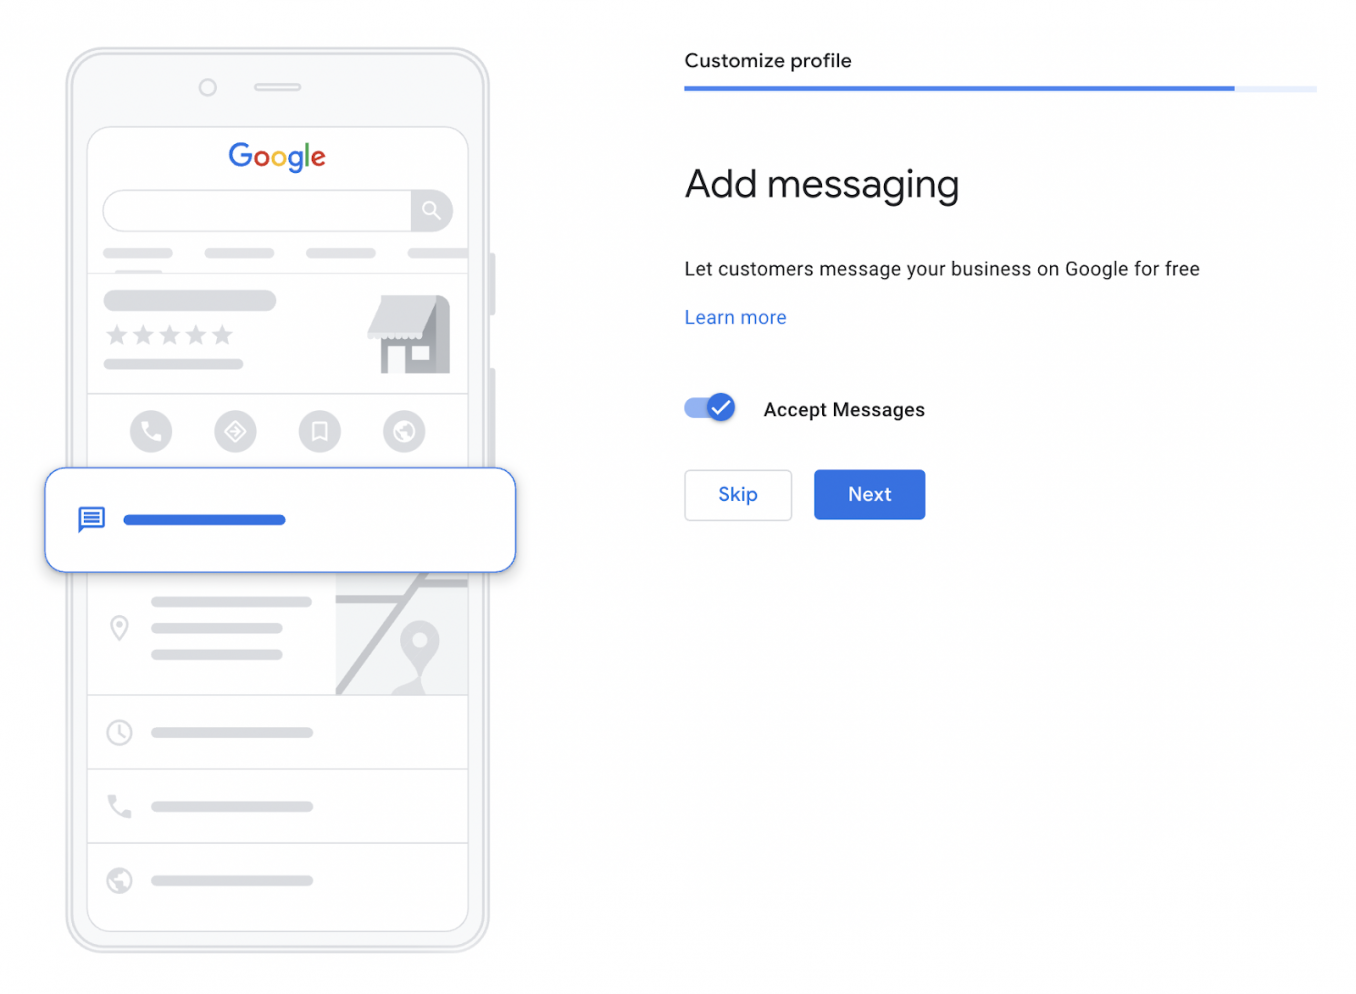 Google
Customize profile
Add messaging
Let customers message your business on Google for free
Learn more
Accept Messages
Skip
Next